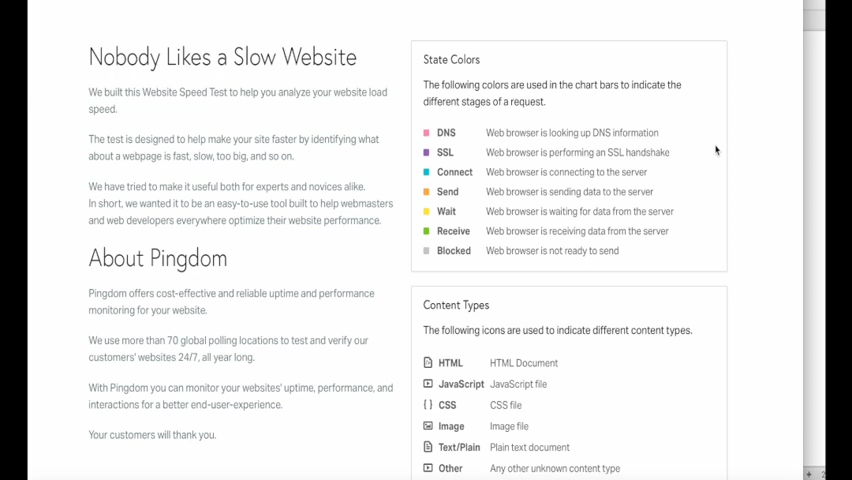 Nobody Likes a Slow Website
We built this Website Speed Test to help you analyze your website load
speed.
The test is designed to help make your site faster by identifying what
about a webpage is fast, slow, too big, and so on.
We have tried to make it useful both for experts and novices alike.
In short, we wanted it to be an easy-to-use tool built to help webmasters
and web developers everywhere optimize their website performance.
About Pingdom
Pingdom offers cost-effective and reliable uptime and performance
monitoring for your website.
We use more than 70 global polling locations to test and verify our
customers' websites 24/7, all year long.
With Pingdom you can monitor your websites' uptime, performance, and
interactions for a better end-user-experience.
Your customers will thank you.
State Colors
The following colors are used in the chart bars to indicate the
different stages of a request.
DNS Web browser is looking up DNS information
SSL Web browser is performing an SSL handshake
Connect Web browser is connecting to the server
Send Web browser is sending data to the server
Wait Web browser is waiting for data from the server
Receive Web browser is receiving data from the server
Blocked Web browser is not ready to send
Content Types
The following icons are used to indicate different content types.
HTML HTML Document
JavaScript JavaScript file
{ } CSS CSS file
Image Image file
Text/Plain Plain text document
Other Any other unknown content type
+ 2